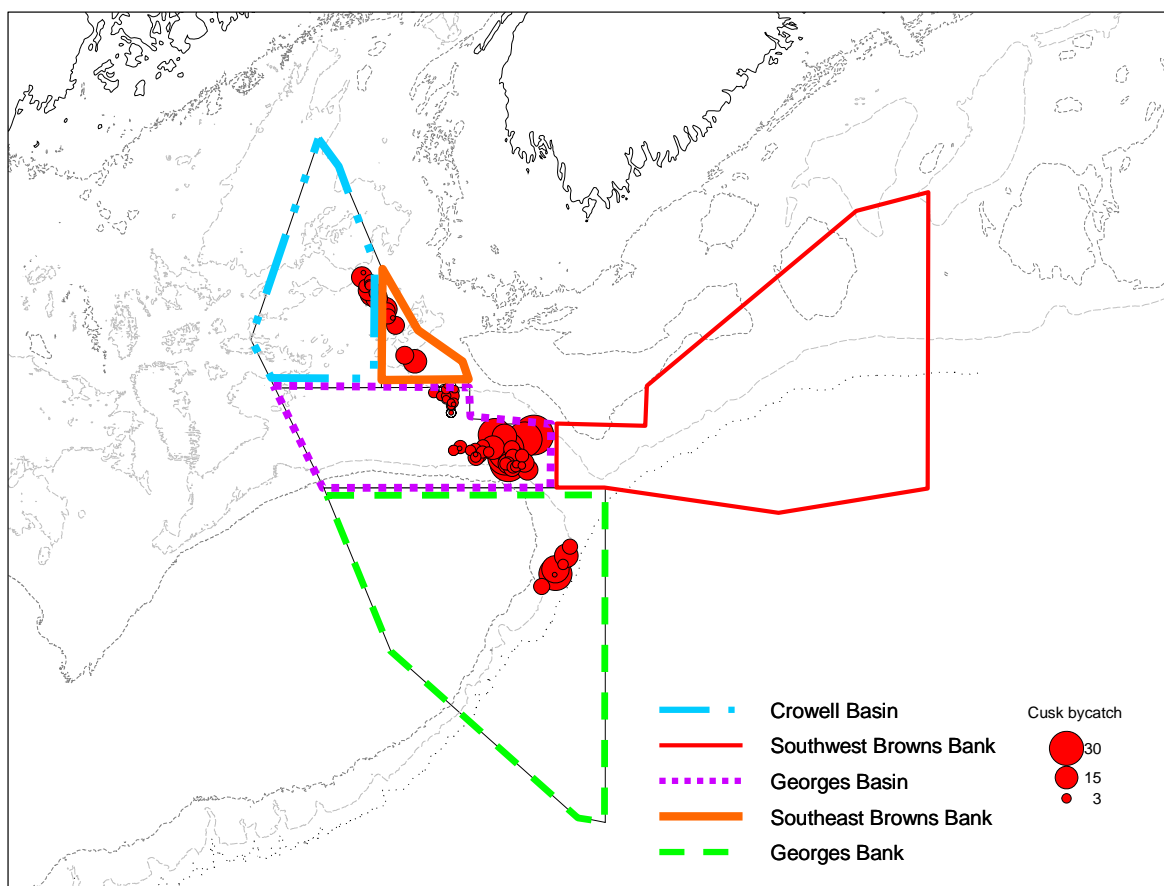 Crowell Basin
Southwest Browns Bank
Georges Basin
Southeast Browns Bank
Georges Bank
Cusk bycatch
30
15
3